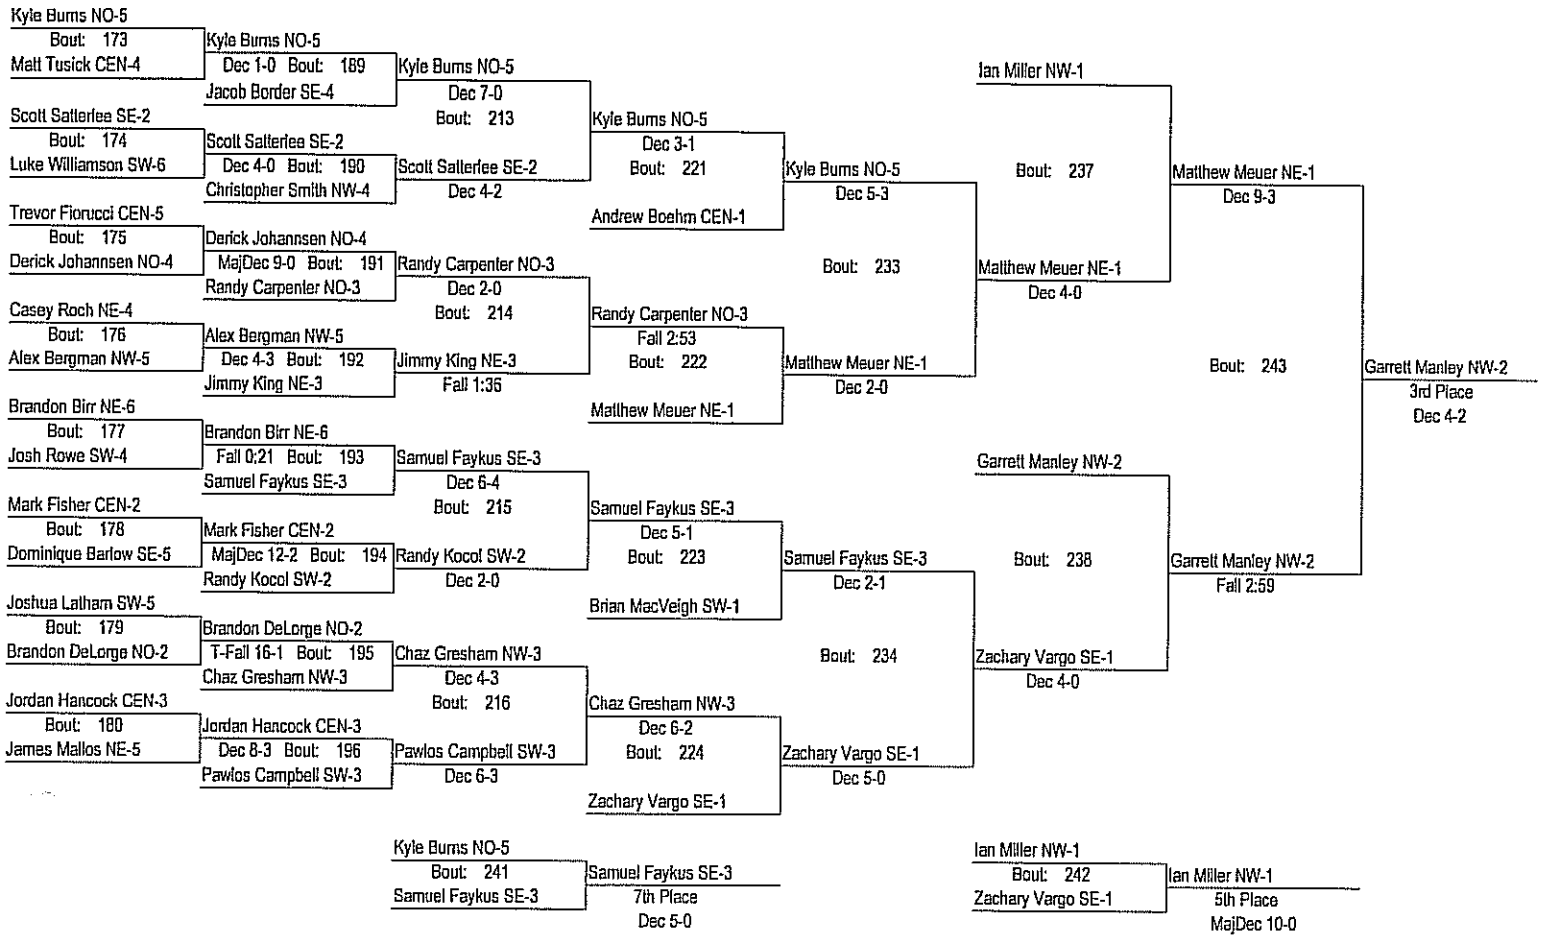 Kyle Burns NO-5
Bout: 173
Matt Tusick CEN-4
Scott Satterlee SE-2
Bout: 174
Luke Williamson SW-6
Trevor Fiorucci CEN-5
Bout: 175
Derick Johannsen NO-4
Casey Roch NE-4
Bout: 176
Alex Bergman NW-5
Brandon Birr NE-6
Bout: 177
Josh Rowe SW-4
Mark Fisher CEN-2
Bout: 178
Dominique Barlow SE-5
Joshua Latham SW-5
Bout: 179
Brandon DeLorge NO-2
Jordan Hancock CEN-3
Bout: 180
James Mallos NE-5
Kyle Burns NO-5
Dec 1-0 Bout: 189
Jacob Border SE-4
Scott Satterlee SE-2
Dec 4-0 Bout: 190
Christopher Smith NW-4
Derick Johannsen NO-4
MajDec 9-0 Bout: 191
Randy Carpenter NO-3
Alex Bergman NW-5
Dec 4-3 Bout: 192
Jimmy King NE-3
Brandon Birr NE-6
Fall 0:21 Bout: 193
Samuel Faykus SE-3
Mark Fisher CEN-2
MajDec 12-2 Bout: 194
Randy Kocol SW-2
Brandon DeLorge NO-2
T-Fall 16-1 Bout: 195
Chaz Gresham NW-3
Jordan Hancock CEN-3
Dec 8-3 Bout: 196
Pawlos Campbell SW-3
Kyle Burns NO-5
Dec 7-0
Bout: 213
Scott Satterlee SE-2
Dec 4-2
Randy Carpenter NO-3
Dec 2-0
Bout: 214
Jimmy King NE-3
Fall 1:36
Samuel Faykus SE-3
Dec 6-4
Bout: 215
Randy Kocol SW-2
Dec 2-0
Chaz Gresham NW-3
Dec 4-3
Bout: 216
Pawlos Campbell SW-3
Dec 6-3
Kyle Burns NO-5
Dec 3-1
Bout: 221
Andrew Boehm CEN-1
Randy Carpenter NO-3
Fall 2:53
Bout: 222
Matthew Meuer NE-1
Samuel Faykus SE-3
Dec 5-1
Bout: 223
Brian MacVeigh SW-1
Chaz Gresham NW-3
Dec 6-2
Bout: 224
Zachary Vargo SE-1
Kyle Burns NO-5
Dec 5-3
Bout: 233
Matthew Meuer NE-1
Dec 2-0
Samuel Faykus SE-3
Dec 2-1
Bout: 234
Zachary Vargo SE-1
Dec 5-0
Ian Miller NW-1
Bout: 237
Matthew Meuer NE-1
Dec 4-0
Garrett Manley NW-2
Bout: 238
Zachary Vargo SE-1
Dec 4-0
Matthew Meuer NE-1
Dec 9-3
Bout: 243
Garrett Manley NW-2
Fall 2:59
Garrett Manley NW-2
3rd Place
Dec 4-2
Kyle Burns NO-5
Bout: 241
Samuel Faykus SE-3
Samuel Faykus SE-3
7th Place
Dec 5-0
Ian Miller NW-1
Bout: 242
Zachary Vargo SE-1
Ian Miller NW-1
5th Place
MajDec 10-0